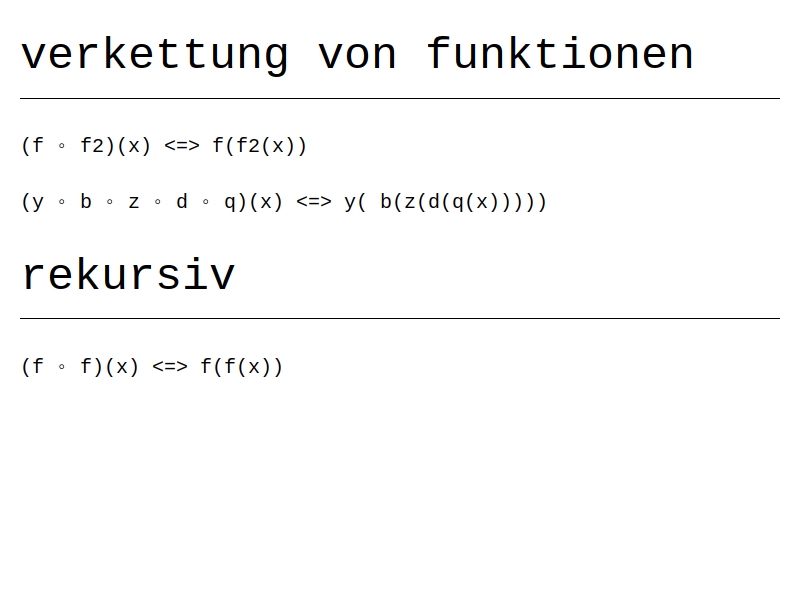 verkettung von funktionen
(f ◦ f2)(x) <=> f(f2(x))
(y ◦ b ◦ z ◦ d ◦ q)(x) <=> y( b(z(d(q(x)))))
rekursiv
(f ◦ f)(x) <=> f(f(x))